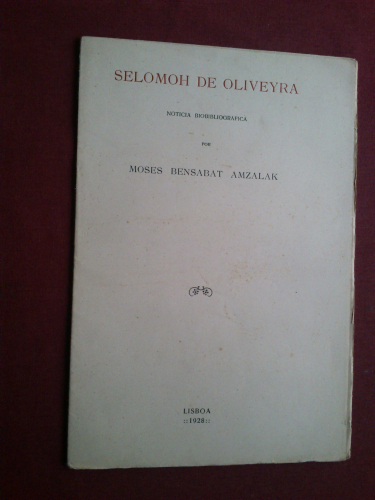 SELOMOH DE OLIVEYRA
NOTICIA BIOBIBLIOGRAFICA
POR
MOSES BENSABAT AMZALAK
LISBOA
::1928::